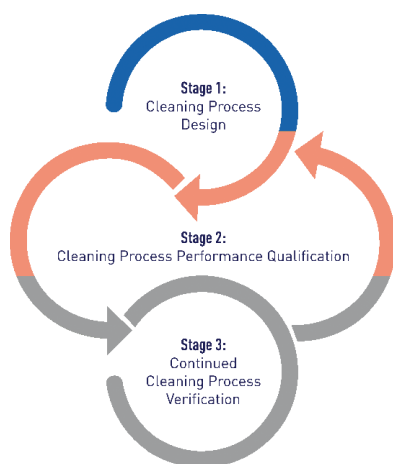 Stage 1:
Cleaning Process
Design
Stage 2:
Cleaning Process Performance Qualification
Stage 3:
Continued
Cleaning Process
Verification